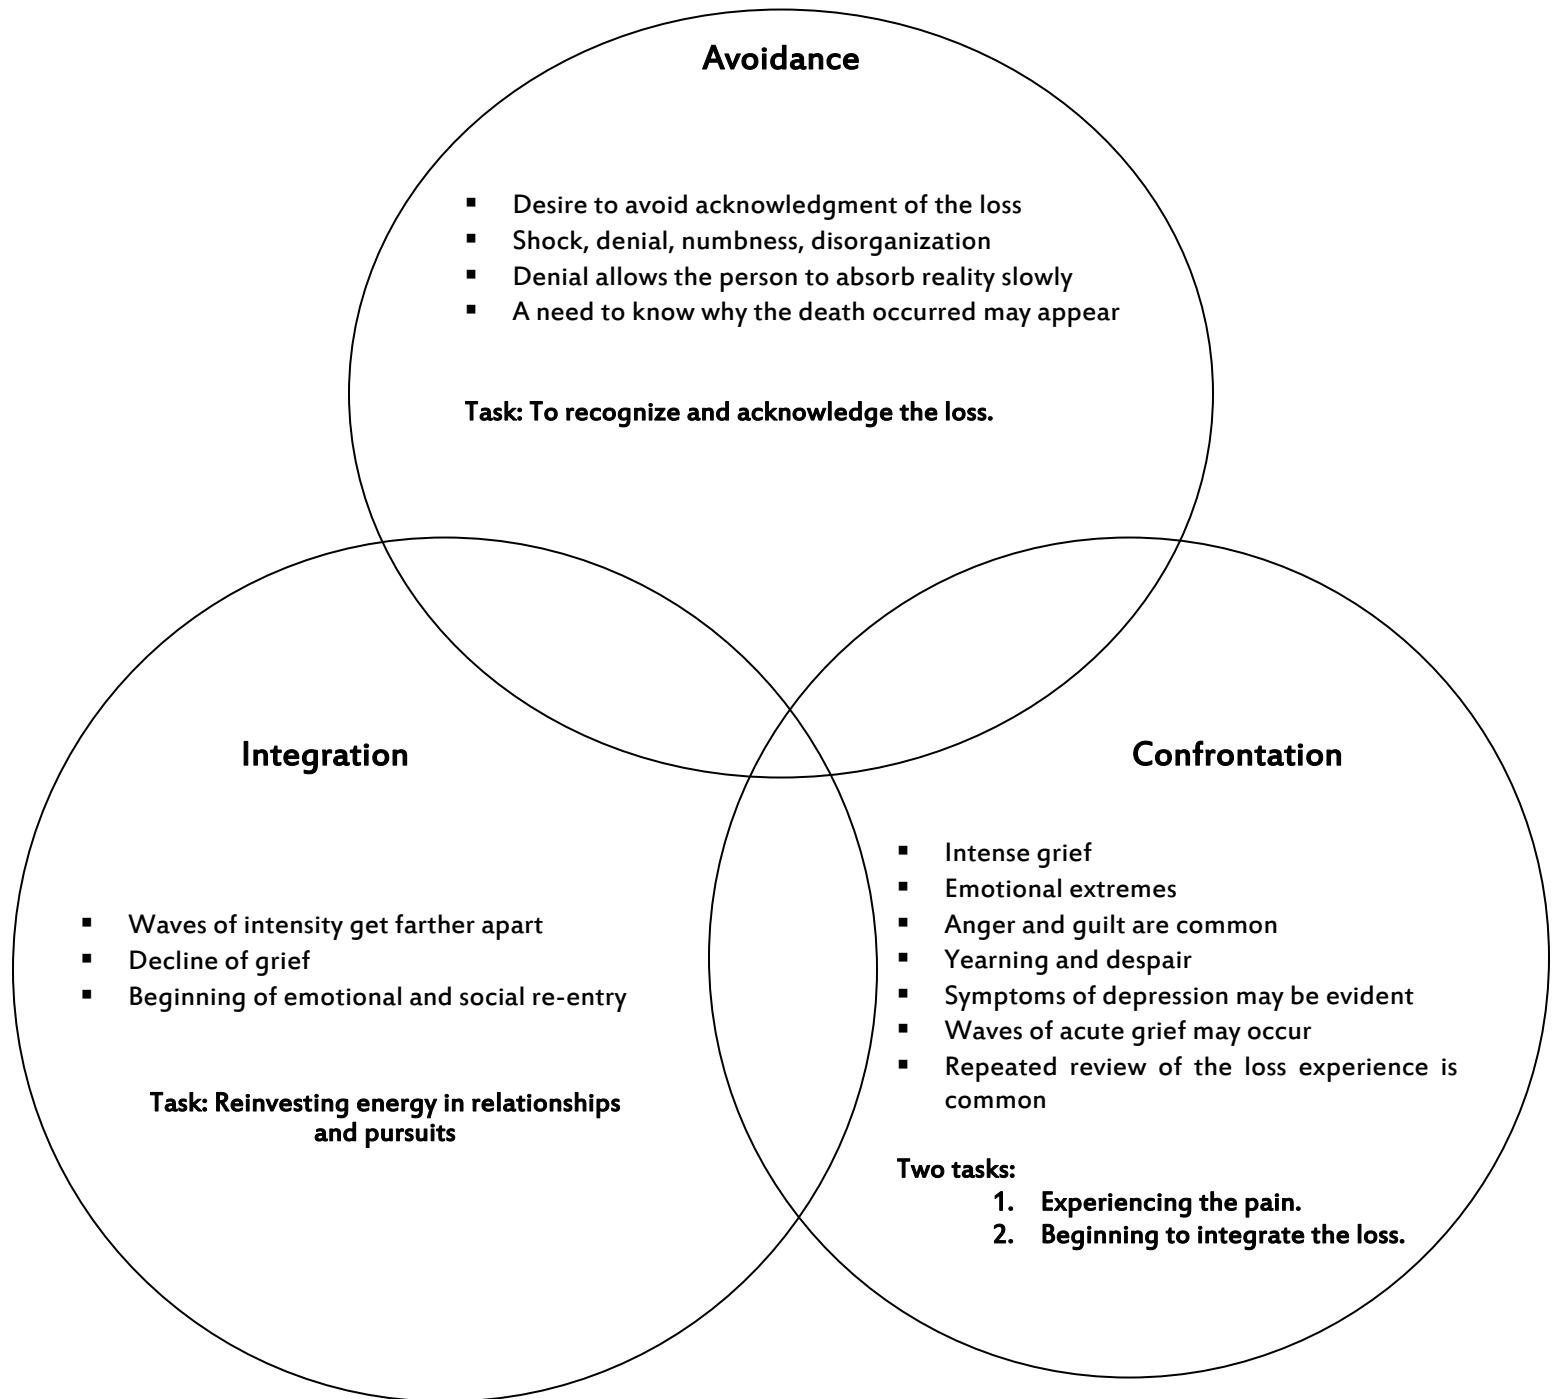 Avoidance
▪ Desire to avoid acknowledgment of the loss
▪ Shock, denial, numbness, disorganization
▪ Denial allows the person to absorb reality slowly
▪ A need to know why the death occurred may appear
Task: To recognize and acknowledge the loss.
Integration
▪ Waves of intensity get farther apart
▪ Decline of grief
▪ Beginning of emotional and social re-entry
Task: Reinvesting energy in relationships
and pursuits
Confrontation
▪ Intense grief
▪ Emotional extremes
▪ Anger and guilt are common
▪ Yearning and despair
▪ Symptoms of depression may be evident
▪ Waves of acute grief may occur
▪ Repeated review of the loss experience is
common
Two tasks:
1. Experiencing the pain.
2. Beginning to integrate the loss.